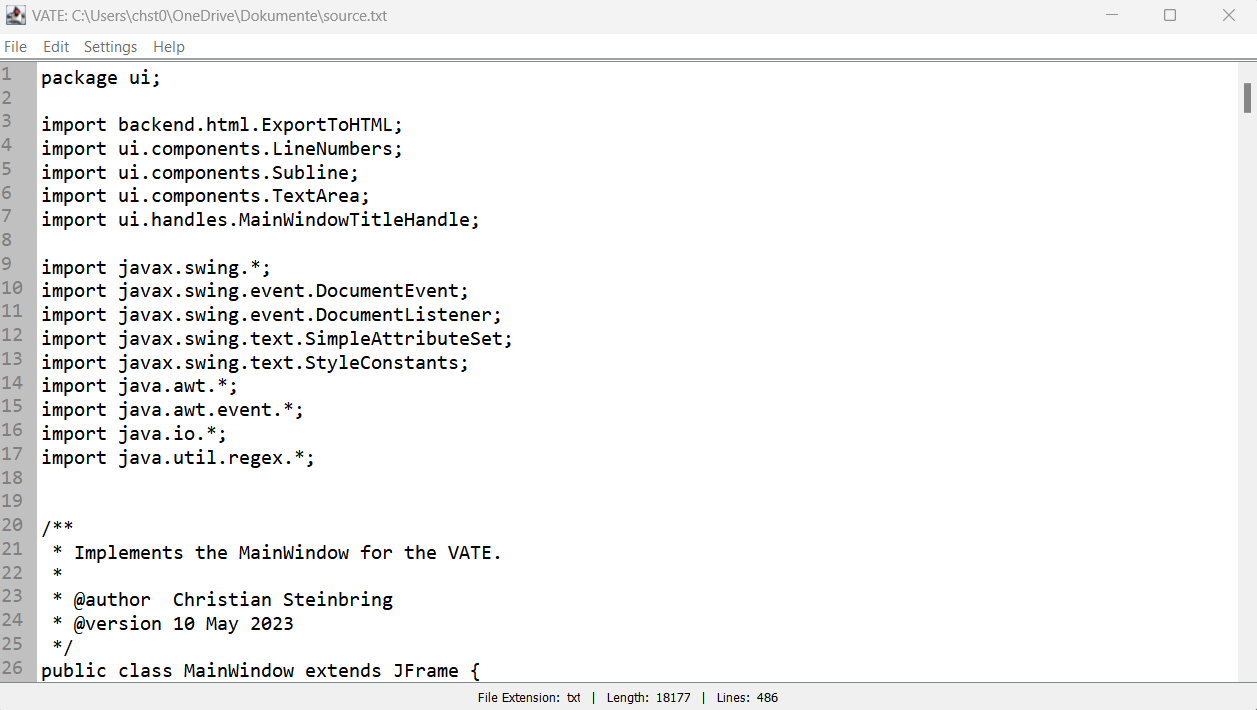 VATE: C:\Users\chst0\OneDrive\Dokumente\source.txt
File Edit Settings Help
1 package ui;
2
3 import backend.html.ExportToHTML;
4 import ui.components.LineNumbers;
5 import ui.components.Subline;
6 import ui.components.TextArea;
7 import ui.handles.MainWindowTitleHandle;
8
9 import javax.swing.*;
10 import javax.swing.event.DocumentEvent;
11 import javax.swing.event.DocumentListener;
12 import javax.swing.text.SimpleAttributeSet;
13 import javax.swing.text.StyleConstants;
14 import java.awt.*;
15 import java.awt.event.*;
16 import java.io.*;
17 import java.util.regex.*;
18
19
20 /**
21  * Implements the MainWindow for the VATE.
22  *
23  * @author  Christian Steinbring
24  * @version 10 May 2023
25  */
26 public class MainWindow extends JFrame {
File Extension: txt | Length: 18177 | Lines: 486